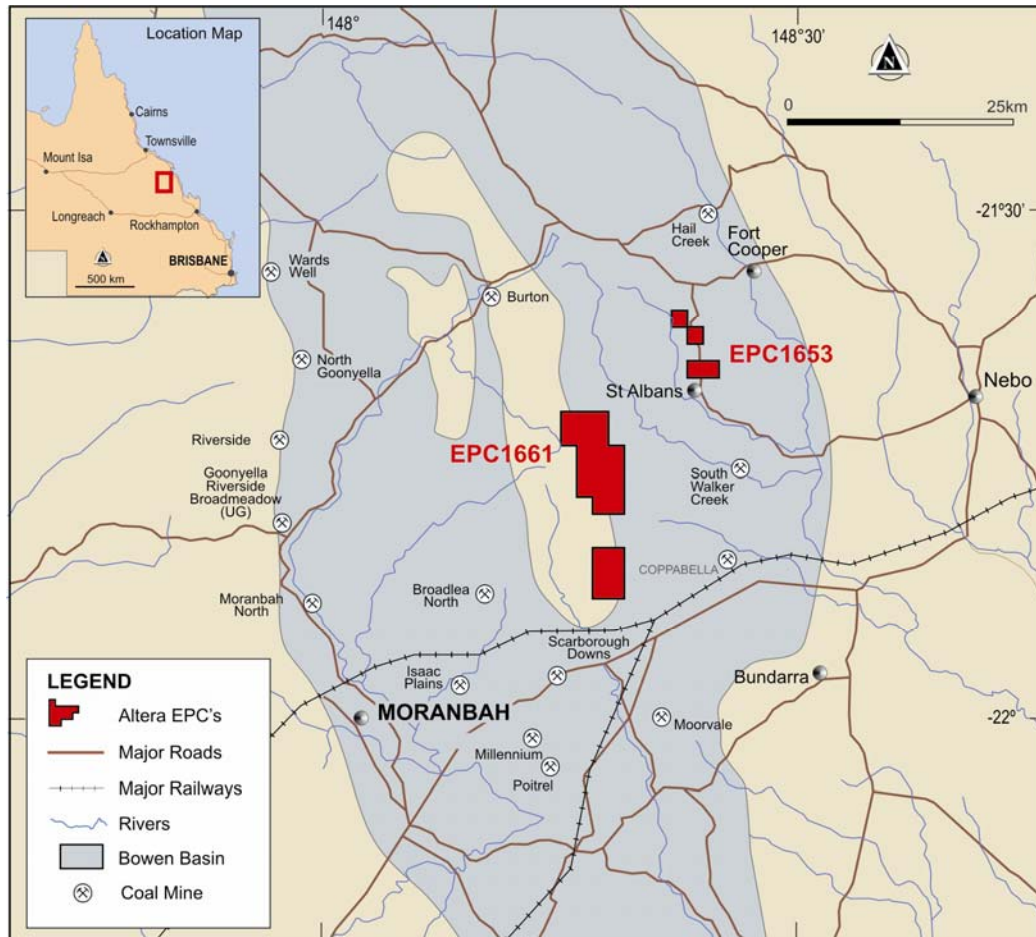 148°
148°30'
Location Map
Cairns
Townsville
Mount Isa
Longreach
Rockhampton
BRISBANE
500 km
N
0
25km
-21°30
Hail
Creek
Fort
Cooper
Wards
Well
Burton
EPC1653
North
Goonyella
St Albans
Nebo
Riverside
EPC1661
Goonyella
Riverside
Broadmeadow
(UG)
South
Walker
Creek
COPPABELLA
Broadlea
North
Moranbah
North
Scarborough
Downs
Isaac
Plains
Bundarra
MORANBAH
Moorvale
-22°
Millennium
Poitrel
LEGEND
Altera EPC's
Major Roads
Major Railways
Rivers
Bowen Basin
Coal Mine